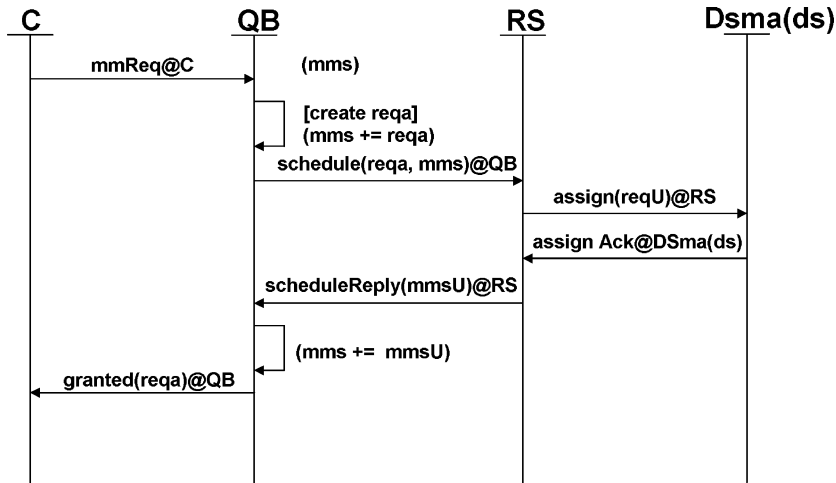 C QB RS Dsma(ds)
mmReq@C (mms)
[create reqa]
(mms += reqa)
schedule(reqa, mms)@QB
assign(reqU)@RS
assign Ack@DSma(ds)
scheduleReply(mmsU)@RS
(mms += mmsU)
granted(reqa)@QB